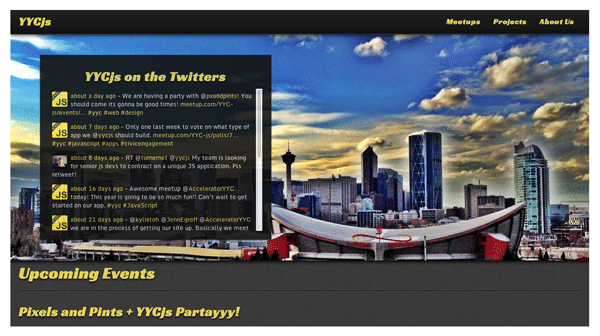 YYCjs
Meetups Projects About Us
YYCjs on the Twitters
about a day ago - We are having a party with @pxandpints! You
should come its gonna be good times! meetup.com/YYC-
js/events/... #yyc #web #design
about 7 days ago - Only one last week to vote on what type of
app we @yycjs should build. meetup.com/YYC-js/polls/7...
#yyc #javascript #apps #civicengagement
about 8 days ago - RT @turnernet @yycjs My team is looking
for senior js devs to contract on a unique JS application. Pls
retweet!
about 16 days ago - Awesome meetup @AcceleratorYYC
today! This year is going to be so much fun!! Can't wait to get
started on our app. #yyc #JavaScript
about 21 days ago - @kylietoh @JennEgroff @AcceleratorYYC
we are in the process of getting our site up. Basically we meet
JS
JS
JS
JS
Upcoming Events
Pixels and Pints + YYCjs Partayyy!